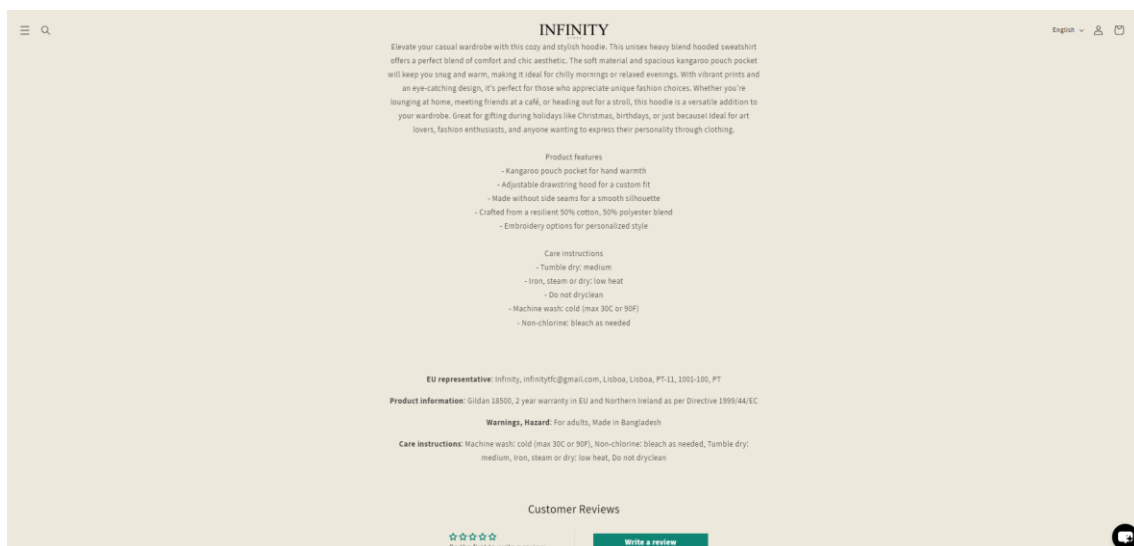 INFINITY
English
Elevate your casual wardrobe with this cozy and stylish hoodie. This unisex heavy blend hooded sweatshirt
offers a perfect blend of comfort and chic aesthetic. The soft material and spacious kangaroo pouch pocket
will keep you snug and warm, making it ideal for chilly mornings or relaxed evenings. With vibrant prints and
an eye-catching design, it's perfect for those who appreciate unique fashion choices. Whether you're
lounging at home, meeting friends at a café, or heading out for a stroll, this hoodie is a versatile addition to
your wardrobe. Great for gifting during holidays like Christmas, birthdays, or just because! Ideal for art
lovers, fashion enthusiasts, and anyone wanting to express their personality through clothing.
Product features
- Kangaroo pouch pocket for hand warmth
- Adjustable drawstring hood for a custom fit
- Made without side seams for a smooth silhouette
- Crafted from a resilient 50% cotton, 50% polyester blend
- Embroidery options for personalized style
Care instructions
- Tumble dry: medium
- Iron, steam or dry: low heat
- Do not dryclean
- Machine wash: cold (max 30C or 90F)
- Non-chlorine: bleach as needed
EU representative: Infinity, infinitytfc@gmail.com, Lisboa, Lisboa, PT-11, 1001-100, PT
Product information: Gildan 18500, 2 year warranty in EU and Northern Ireland as per Directive 1999/44/EC
Warnings, Hazard: For adults, Made in Bangladesh
Care instructions: Machine wash: cold (max 30C or 90F), Non-chlorine: bleach as needed, Tumble dry:
medium, Iron, steam or dry: low heat, Do not dryclean
Customer Reviews
Write a review